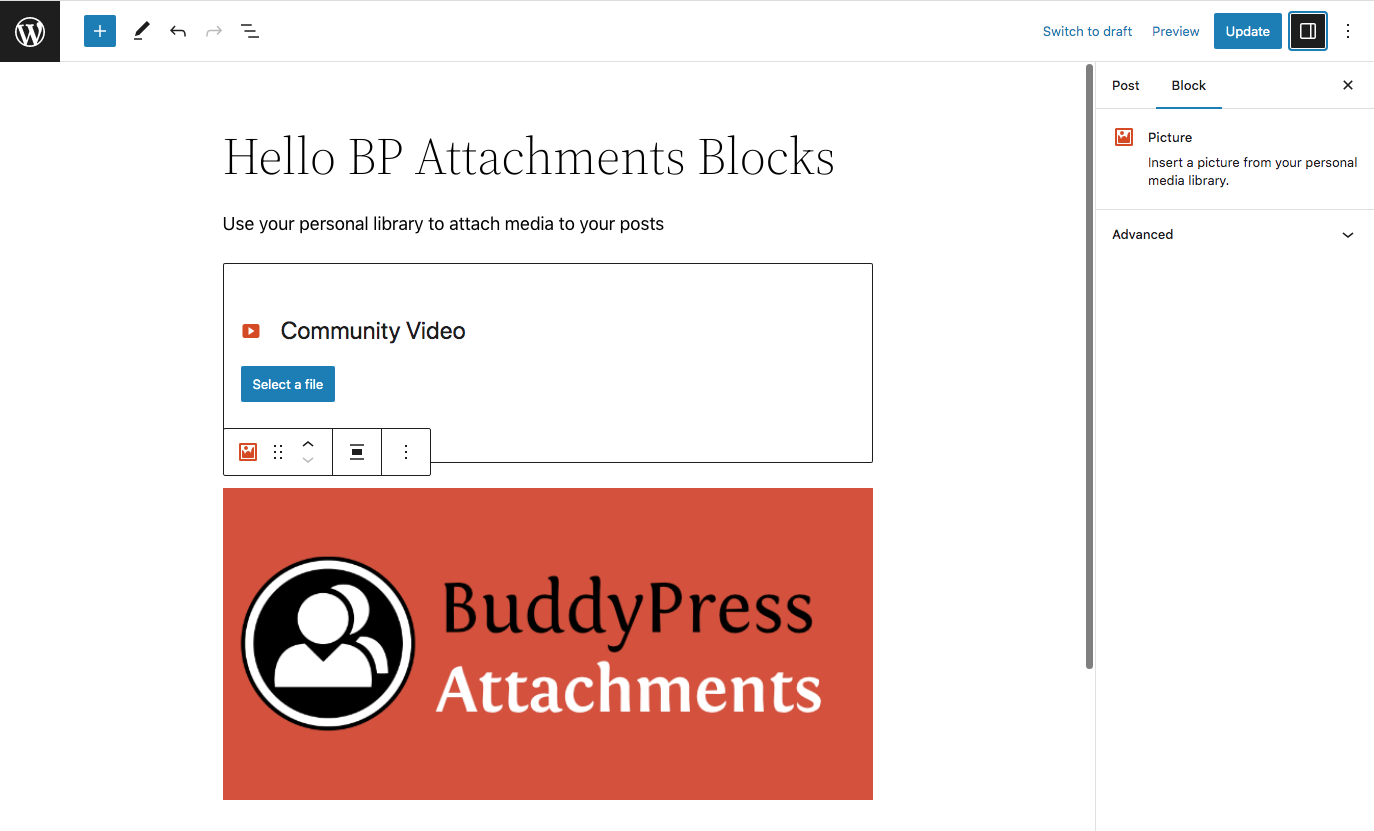 Switch to draft
Preview
Update
Post
Block
Picture
Insert a picture from your personal
media library.
Advanced
Hello BP Attachments Blocks
Use your personal library to attach media to your posts
Community Video
Select a file
BuddyPress
Attachments